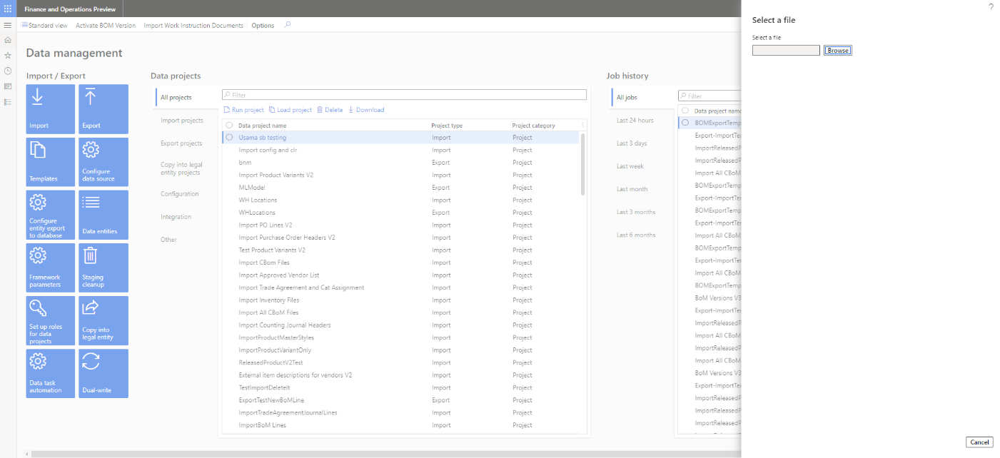 Finance and Operations Preview
?
Standard view Activate BOM Version Import Work Instruction Documents Options
Select a file
Select a file
Browse
Data management
Import / Export
Import
Export
Templates
Configure
data source
Configure
entity export
to database
Data entities
Framework
parameters
Staging
cleanup
Set up roles
for data
projects
Copy into
legal entity
Data task
automation
Dual-write
Data projects
All projects
Import projects
Export projects
Copy into legal
entity projects
Configuration
Integration
Other
Filter
Run project Load project Delete Download
Data project name Project type Project category
Usama sb testing Import Project
Import config and clr Import Project
bnm Export Project
Import Product Variants V2 Import Project
MLModel Export Project
WH Locations Import Project
WHLocations Export Project
Import PO Lines V2 Import Project
Import Purchase Order Headers V2 Import Project
Test Product Variants V2 Import Project
Import CBom Files Import Project
Import Approved Vendor List Import Project
Import Trade Agreement and Cat Assignment Import Project
Import Inventory Files Import Project
Import All CBoM Files Import Project
Import Counting Journal Headers Import Project
ImportProductMasterStyles Import Project
ImportProductVariantOnly Import Project
ReleasedProductV2Test Import Project
External item descriptions for vendors V2 Import Project
TestImportDeleteIt Import Project
ExportTestNewBomLine Export Project
ImportTradeAgreementJournalLines Import Project
ImportBoM Lines Import Project
Job history
All jobs
Last 24 hours
Last 3 days
Last week
Last month
Last 3 months
Last 6 months
Filter
Data project name
BOMExportTemp
Export-ImportTe
ImportReleasedP
ImportReleasedP
Import All CBoM
BOMExportTemp
Export-ImportTe
BOMExportTemp
Export-ImportTe
Import All CBoM
BOMExportTemp
Export-ImportTe
Import All CBoM
BOMExportTemp
BoM Versions V3
Export-ImportTe
ImportReleasedP
Import All CBoM
ImportReleasedP
Import All CBoM
BoM Versions V3
Export-ImportTe
ImportReleasedP
ImportReleasedP
ImportReleasedP
Cancel